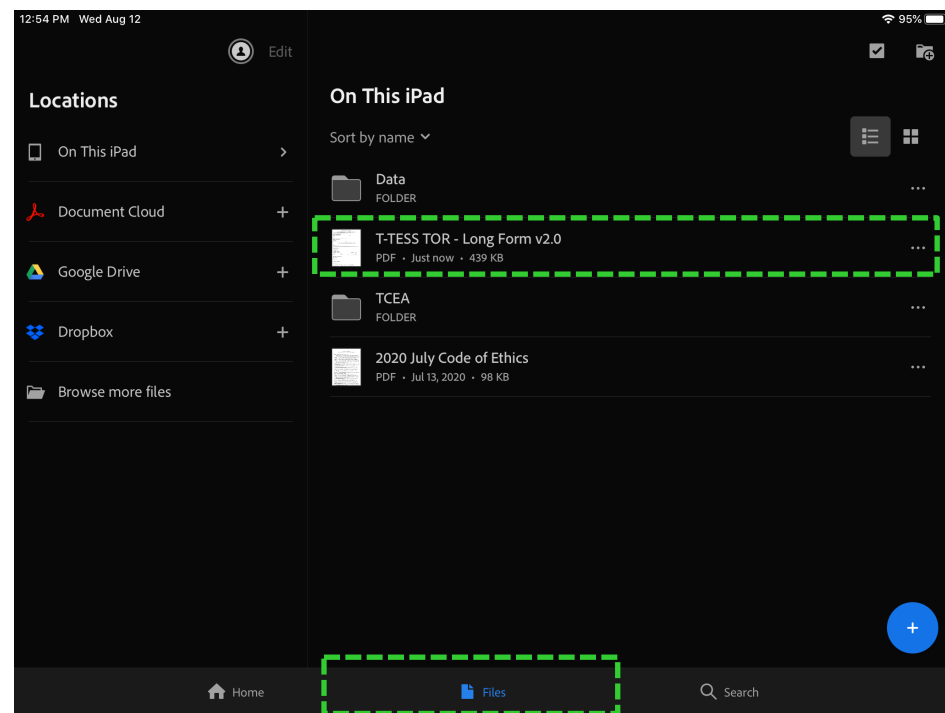 12:54 PM Wed Aug 12
95%
Edit
Locations
On This iPad
Document Cloud
Google Drive
Dropbox
Browse more files
On This iPad
Sort by name
Data
FOLDER
T-TESS TOR - Long Form v2.0
PDF • Just now • 439 KB
TCEA
FOLDER
2020 July Code of Ethics
PDF • Jul 13, 2020 • 98 KB
Home
Files
Search